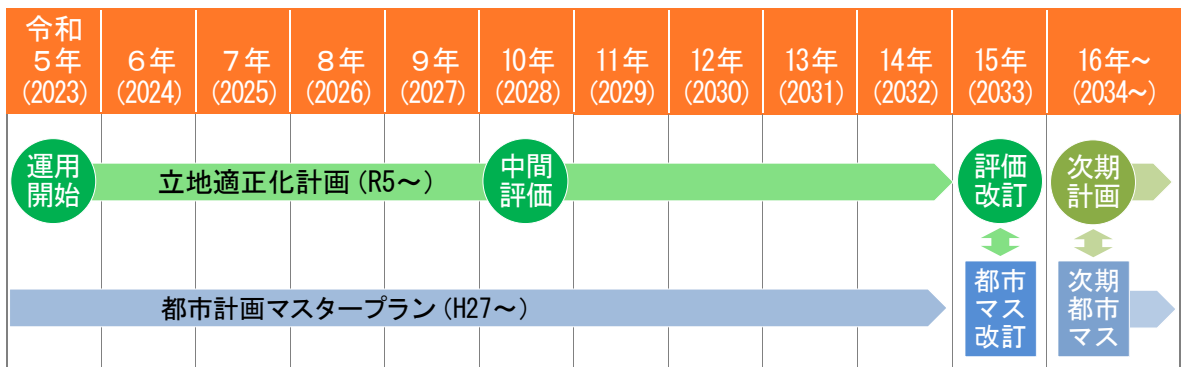 令和
５年
(2023)
６年
(2024)
７年
(2025)
８年
(2026)
９年
(2027)
10年
(2028)
11年
(2029)
12年
(2030)
13年
(2031)
14年
(2032)
15年
(2033)
16年～
(2034～)
運用
開始
立地適正化計画(R5～)
中間
評価
評価
改訂
次期
計画
都市計画マスタープラン(H27～)
都市
マス
改訂
次期
都市
マス